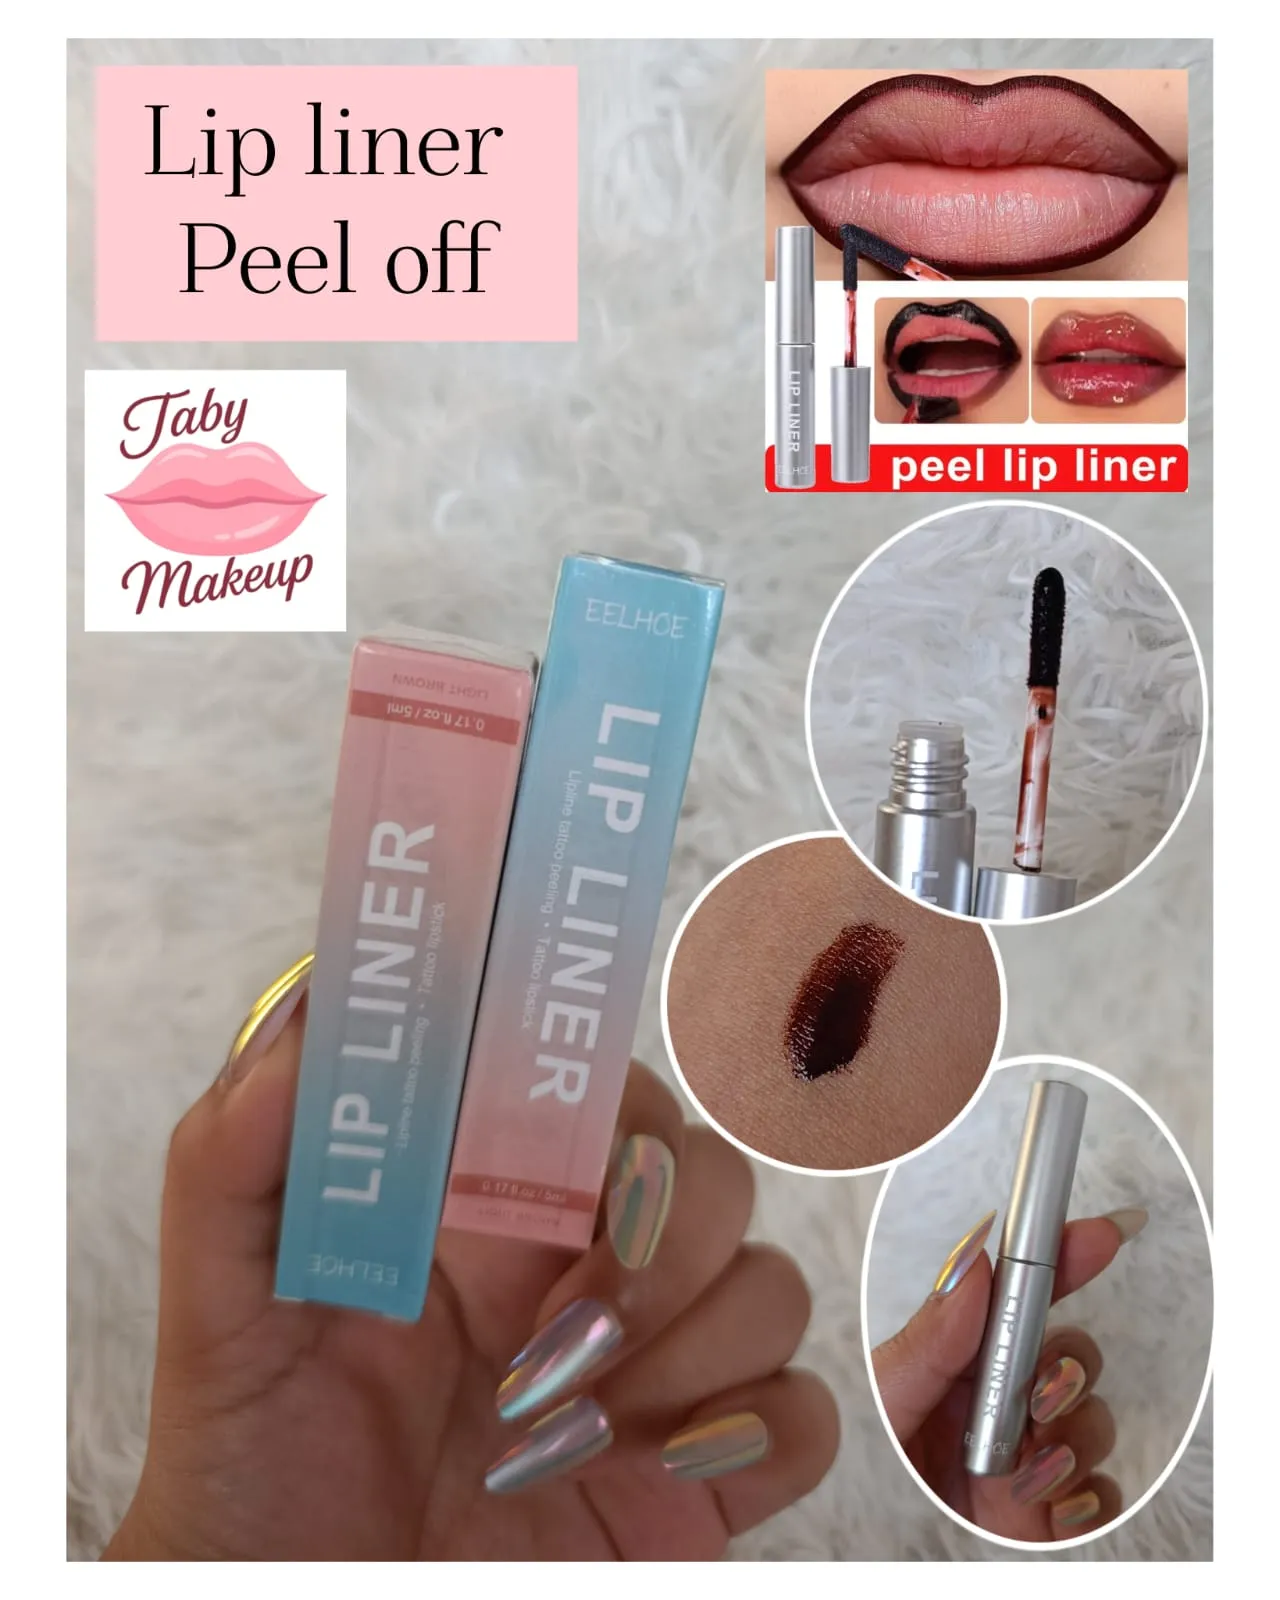 Lip liner
Peel off
Taby
Makeup
LIP LINER
EELHOE
peel lip liner
EELHOE
LIP LINER
Lipline tattoo peeling • Tattoo lipstick
0.17 fl.oz / 5ml
LIGHT BROWN
0.17 fl.oz / 5ml
LIP LINER
Lipline tattoo peeling • Tattoo lipstick
EELHOE
LIP LINER
EELHOE